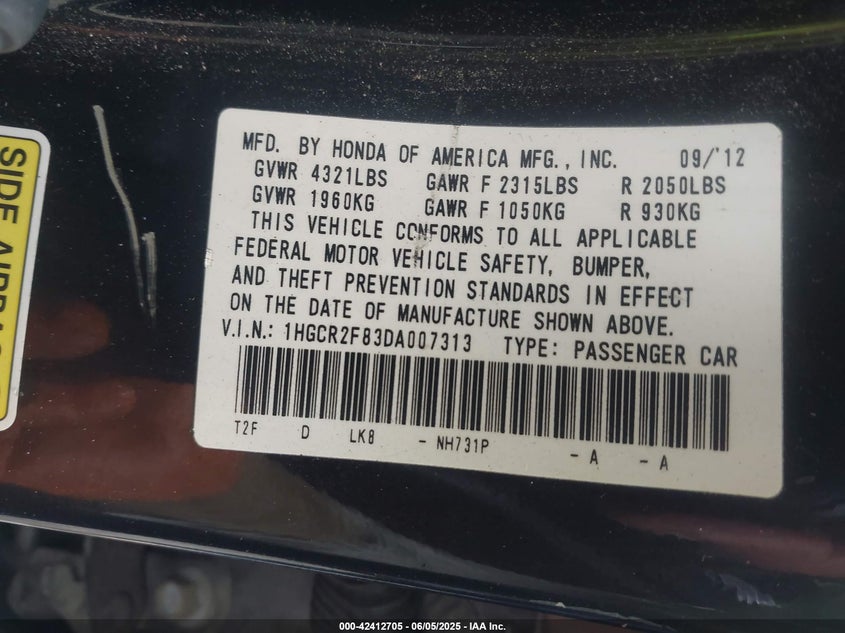 MFD. BY HONDA OF AMERICA MFG., INC. 09/'12
GVWR 4321LBS GAWR F 2315LBS R 2050LBS
GVWR 1960KG GAWR F 1050KG R 930KG
THIS VEHICLE CONFORMS TO ALL APPLICABLE
FEDERAL MOTOR VEHICLE SAFETY, BUMPER,
AND THEFT PREVENTION STANDARDS IN EFFECT
ON THE DATE OF MANUFACTURE SHOWN ABOVE.
V.I.N.: 1HGCR2F83DA007313 TYPE: PASSENGER CAR
T2F D LK8 - NH731P - A - A
SIDE
000-42412705 - 06/05/2025 - IAA Inc.